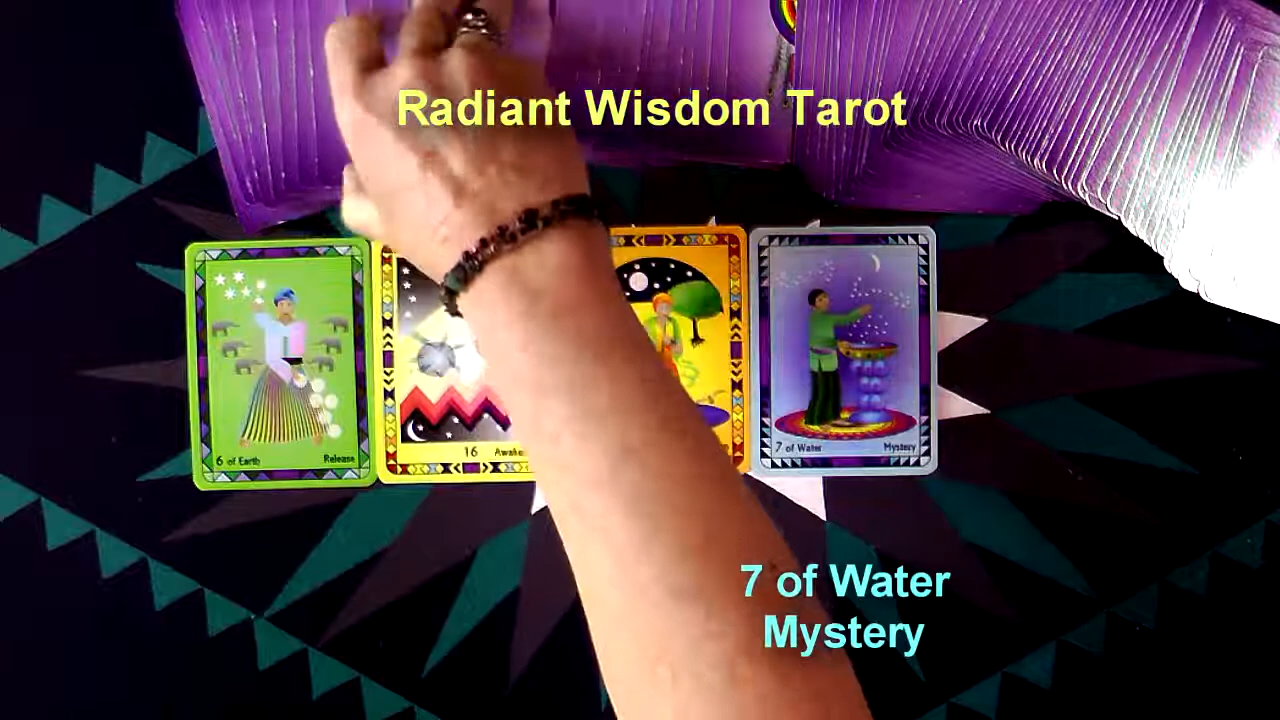 Radiant Wisdom Tarot
6 of Earth Release
16
7 of Water Mystery
7 of Water
Mystery